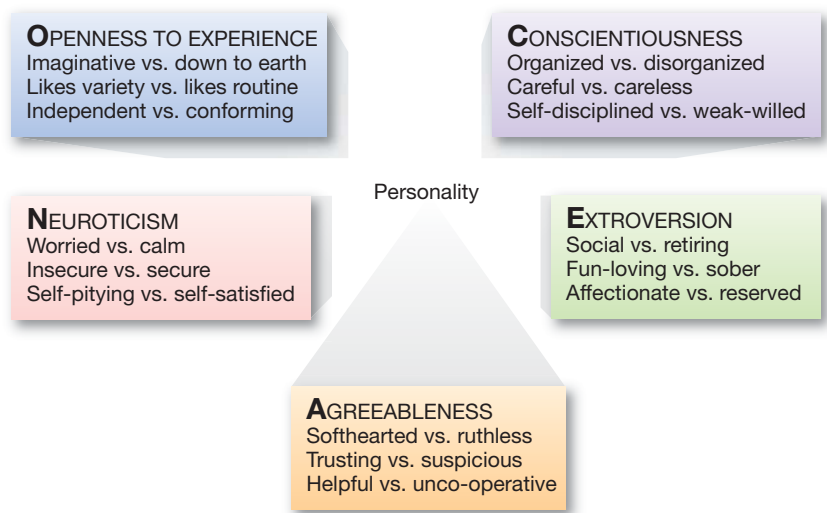 OPENNESS TO EXPERIENCE
Imaginative vs. down to earth
Likes variety vs. likes routine
Independent vs. conforming
CONSCIENTIOUSNESS
Organized vs. disorganized
Careful vs. careless
Self-disciplined vs. weak-willed
Personality
NEUROTICISM
Worried vs. calm
Insecure vs. secure
Self-pitying vs. self-satisfied
EXTROVERSION
Social vs. retiring
Fun-loving vs. sober
Affectionate vs. reserved
AGREEABLENESS
Softhearted vs. ruthless
Trusting vs. suspicious
Helpful vs. unco-operative